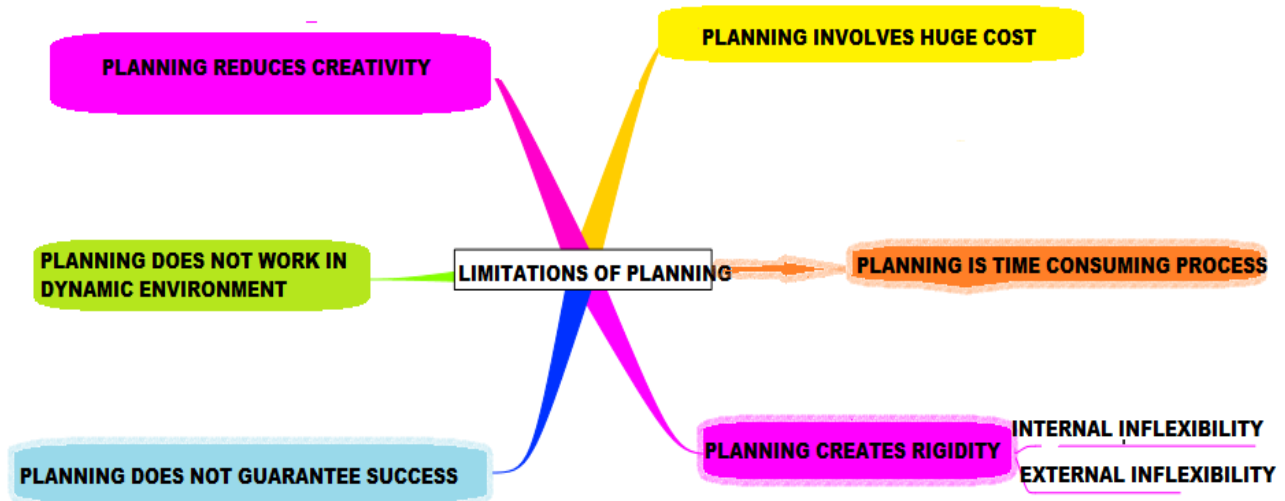 PLANNING INVOLVES HUGE COST
PLANNING REDUCES CREATIVITY
PLANNING DOES NOT WORK IN
DYNAMIC ENVIRONMENT
LIMITATIONS OF PLANNING
PLANNING IS TIME CONSUMING PROCESS
PLANNING CREATES RIGIDITY
INTERNAL INFLEXIBILITY
EXTERNAL INFLEXIBILITY
PLANNING DOES NOT GUARANTEE SUCCESS